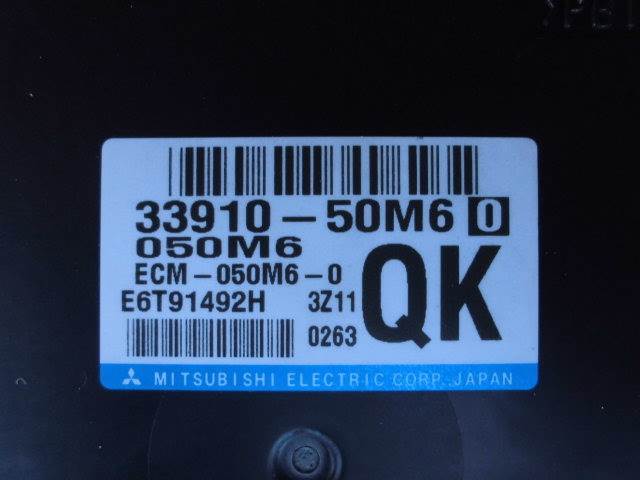 33910-50M6 0
050M6
ECM-050M6-0
QK
E6T91492H 3Z11
0263
MITSUBISHI ELECTRIC CORP. JAPAN